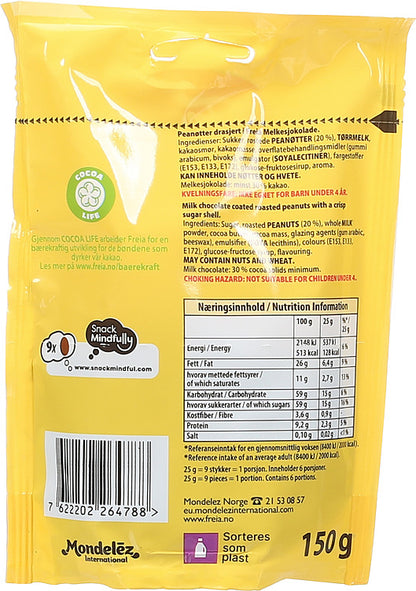 Peanøtter drasjert i Freia Melkesjokolade.
Ingredienser: Sukker, ristede PEANØTTER (20 %), TØRRMELK,
kakaosmør, kakaomasse, overflatebehandlingsmidler (gummi
arabicum, bivoks), emulgator (SOYALECITINER), fargestoffer
(E153, E133, E172), glukose-fruktosesirup, aroma.
KAN INNEHOLDE NØTTER OG HVETE.
Melkesjokolade: minst 30 % kakao.
KVELNINGSFARE, IKKE EGNET FOR BARN UNDER 4 ÅR.
Milk chocolate coated roasted peanuts with a crisp
sugar shell.
Ingredients: Sugar, roasted PEANUTS (20 %), whole MILK
powder, cocoa butter, cocoa mass, glazing agents (gum arabic,
beeswax), emulsifier (SOYA lecithins), colours (E153, E133,
E172), glucose-fructose syrup, flavouring.
MAY CONTAIN NUTS AND WHEAT.
Milk chocolate: 30 % cocoa solids minimum.
CHOKING HAZARD: NOT SUITABLE FOR CHILDREN UNDER 4.
COCOA
LIFE
Gjennom COCOA LIFE arbeider Freia for en
bærekraftig utvikling for de bøndene som
dyrker vår kakao.
Les mer på www.freia.no/baerekraft
Snack
Mindfully
9x
www.snackmindful.com
Næringsinnhold / Nutrition Information
100 g 25 g %*/
25 g
Energi / Energy 2148 kJ 537 kJ 6%
513 kcal 128 kcal
Fett / Fat 26 g 6,4 g
hvorav mettede fettsyrer /
of which saturates 11 g 2,7 g 13%
Karbohydrat / Carbohydrate 59 g 15 g 6%
hvorav sukkerarter / of which sugars 59 g 15 g 16%
Kostfiber / Fibre 3,6 g 0,9 g -
Protein 9,2 g 2,3 g 5%
Salt 0,10 g 0,02 g <1%
*Referanseinntak for en gjennomsnittlig voksen (8400 kJ / 2000 kcal).
*Reference intake of an average adult (8400 kJ / 2000 kcal).
25 g = 9 stykker = 1 porsjon. Inneholder 6 porsjoner.
25 g = 9 pieces = 1 portion. Contains 6 portions.
7 622202 264788 >
Mondelez Norge ☎ 21 53 08 57
eu.mondelezinternational.com
www.freia.no
Mondelēz
International
Sorteres
som
plast
150 g